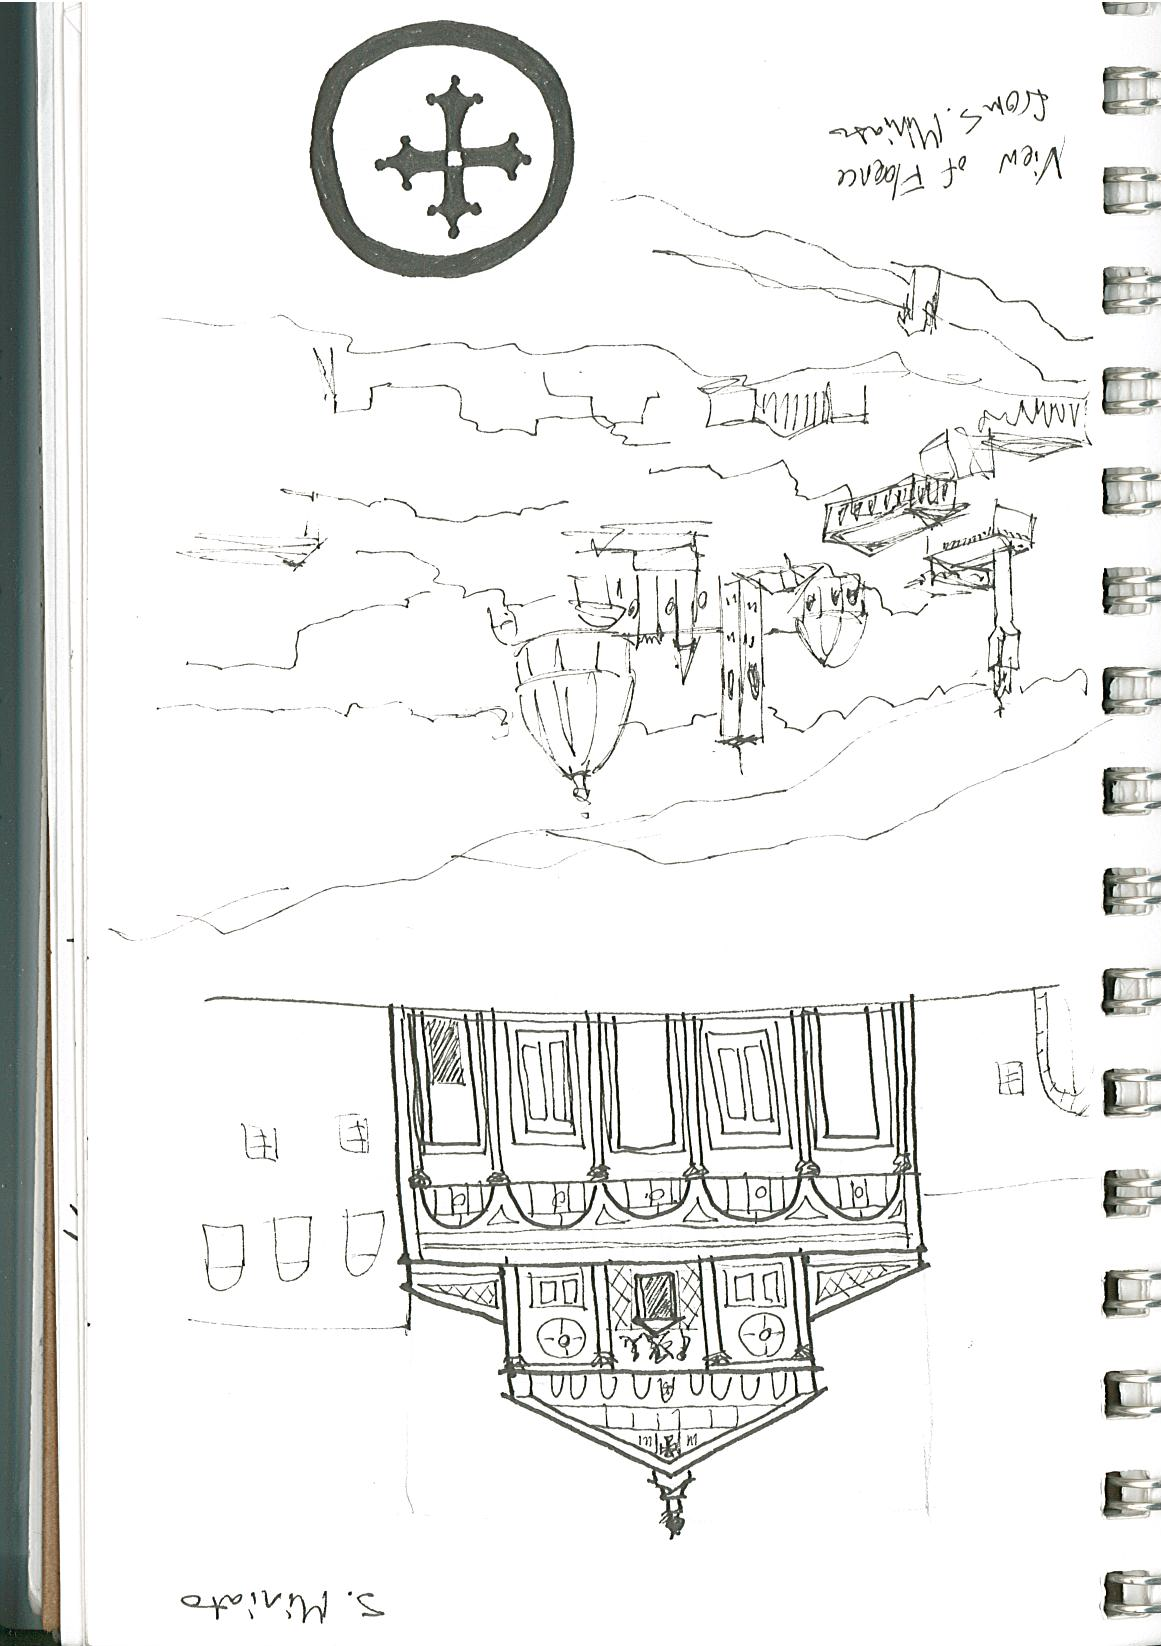 S. Miniato
View of Florence
from S. Miniato